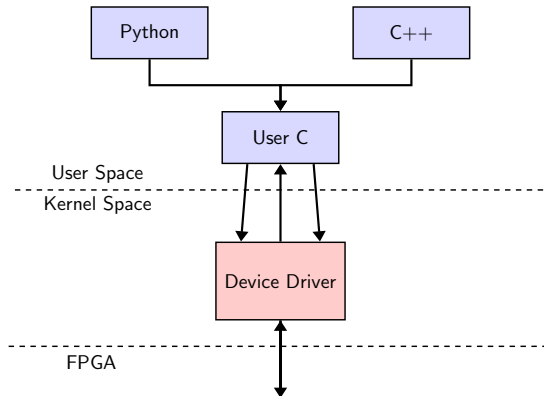 Python
C++
User C
User Space
Kernel Space
Device Driver
FPGA